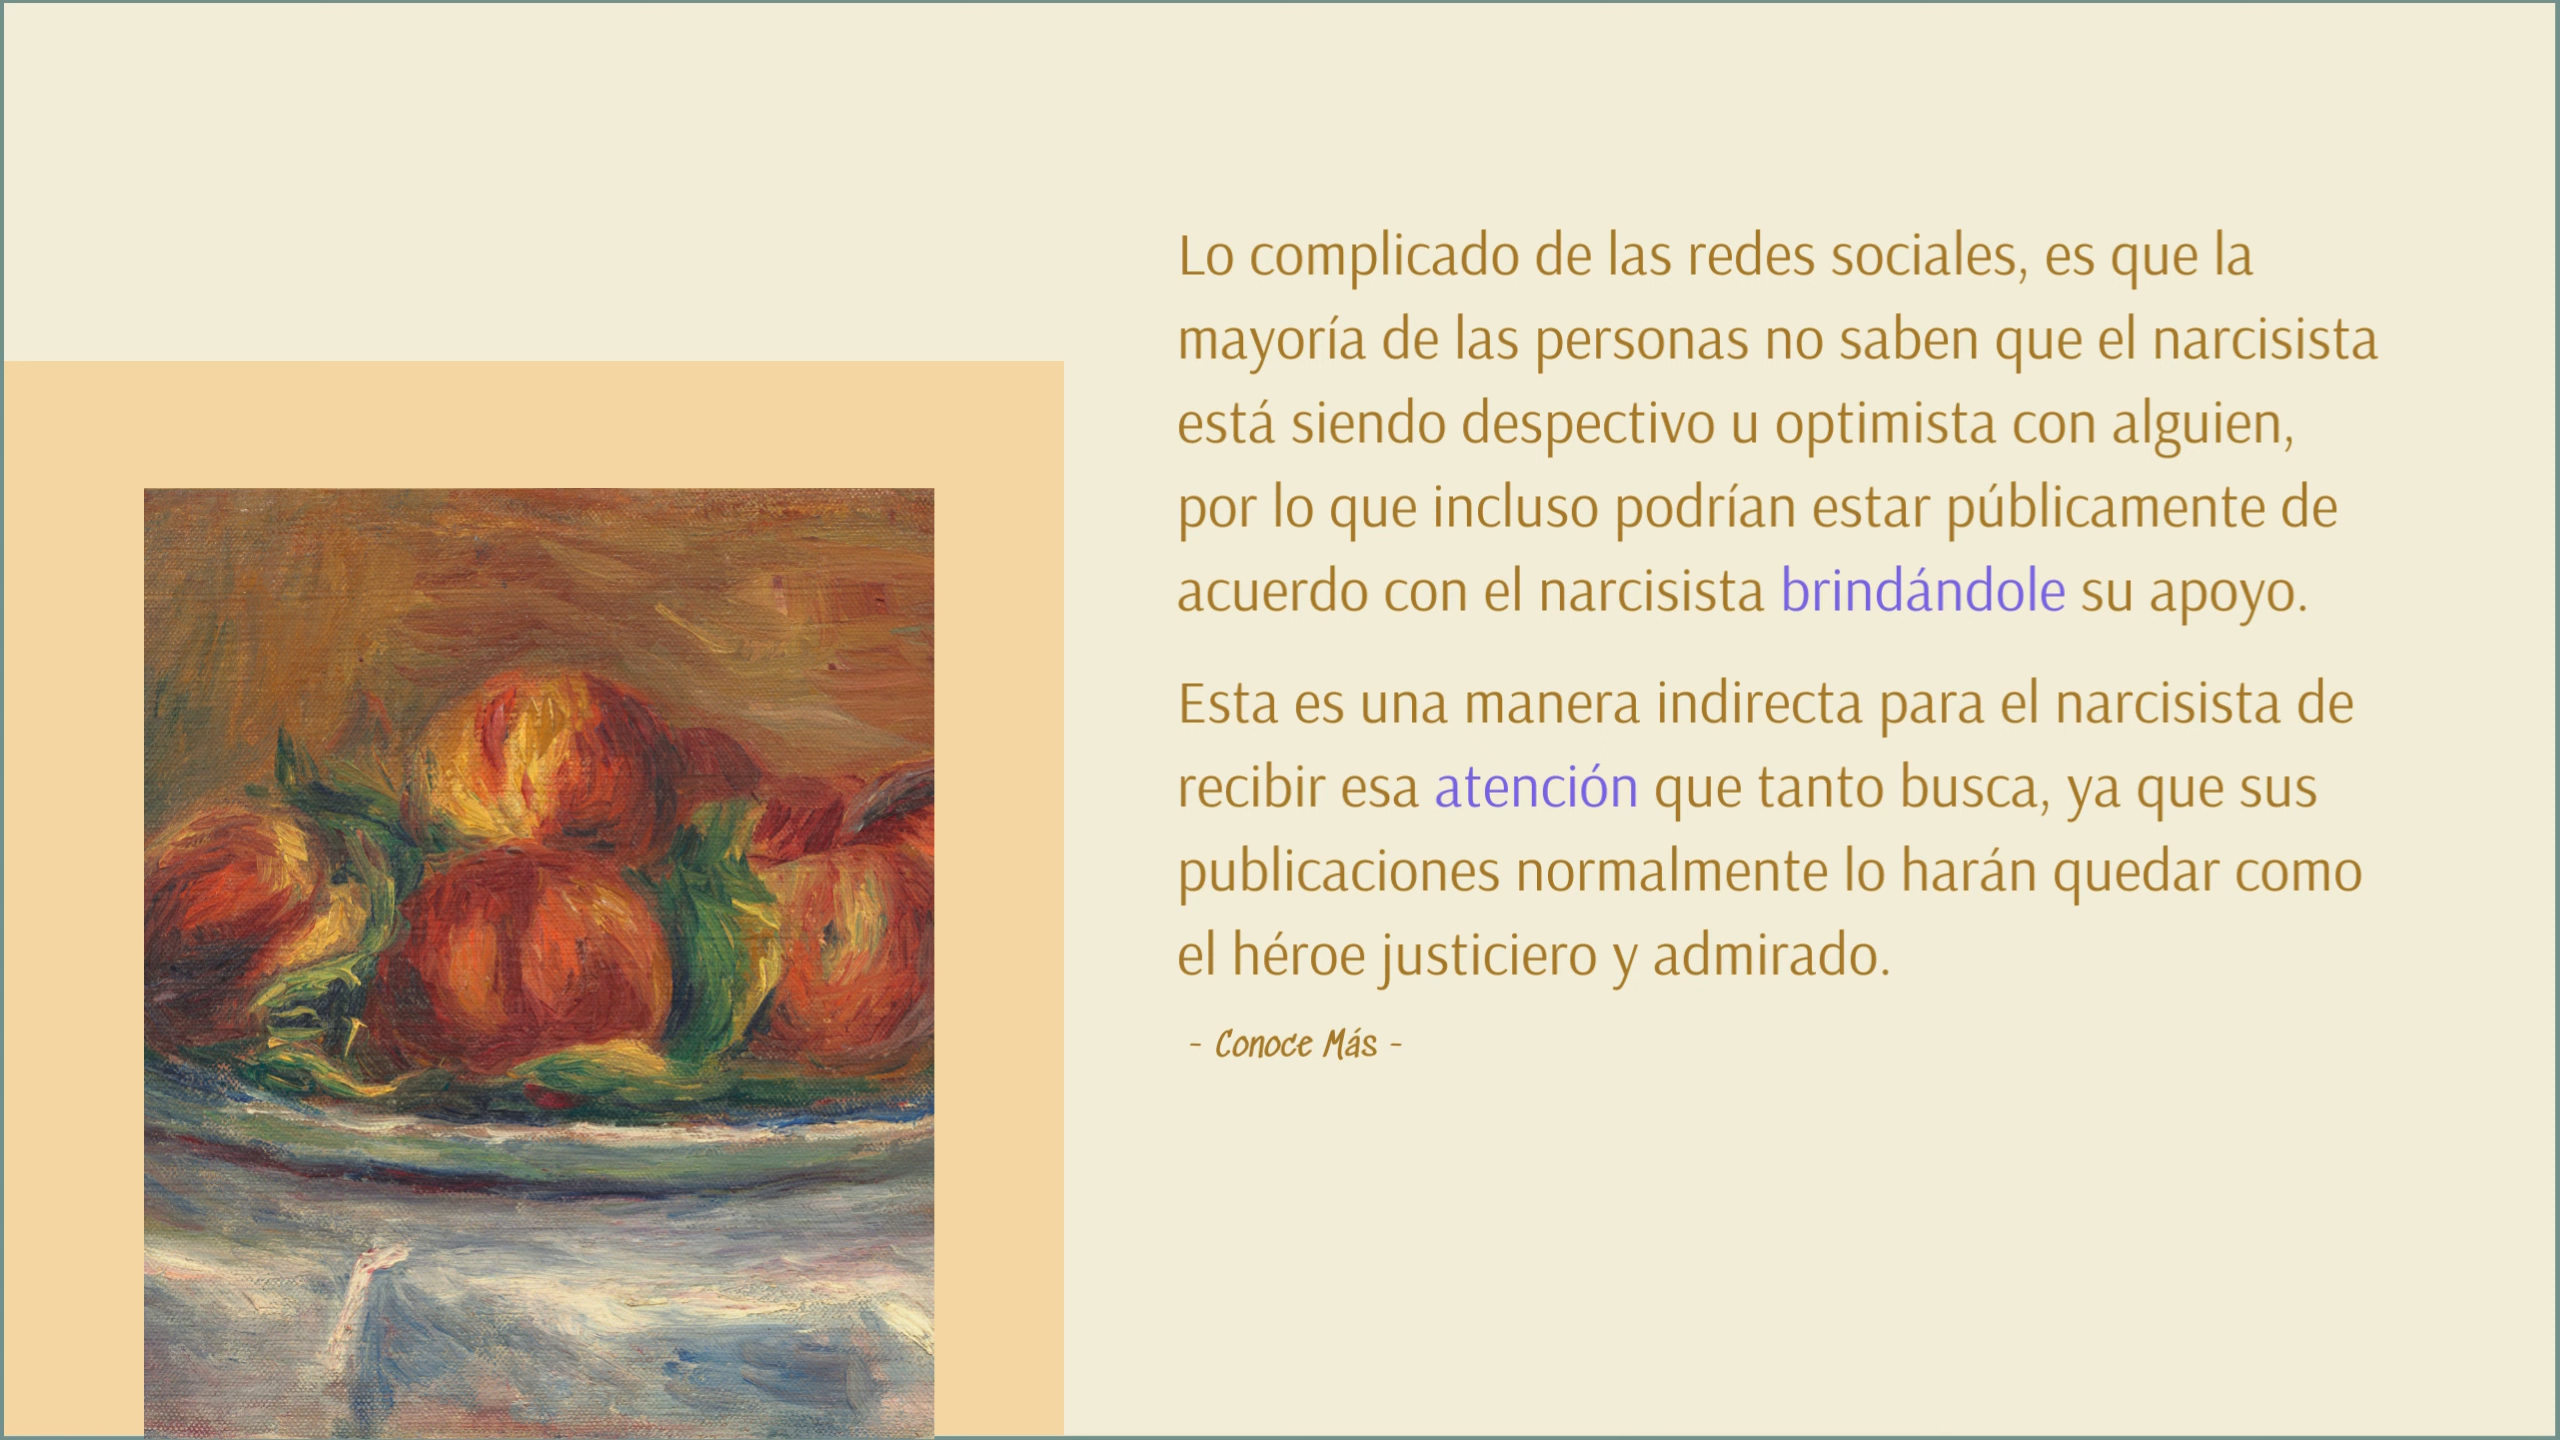 Lo complicado de las redes sociales, es que la
mayoría de las personas no saben que el narcisista
está siendo despectivo u optimista con alguien,
por lo que incluso podrían estar públicamente de
acuerdo con el narcisista brindándole su apoyo.
Esta es una manera indirecta para el narcisista de
recibir esa atención que tanto busca, ya que sus
publicaciones normalmente lo harán quedar como
el héroe justiciero y admirado.
- Conoce Más -